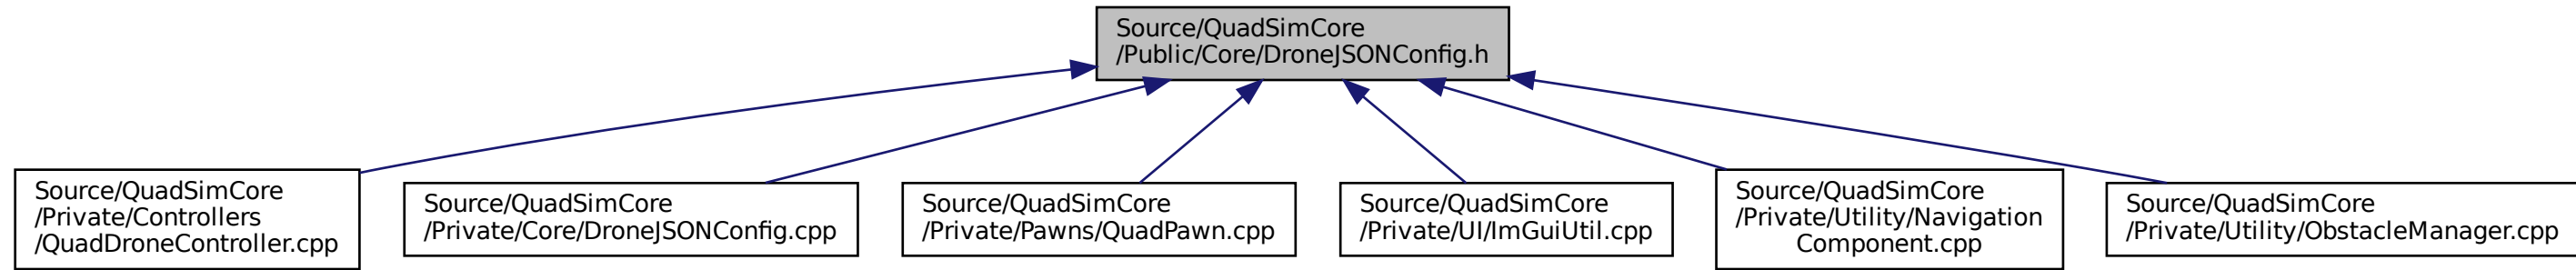 Source/QuadSimCore
/Public/Core/DroneJSONConfig.h
Source/QuadSimCore
/Private/Controllers
/QuadDroneController.cpp
Source/QuadSimCore
/Private/Core/DroneJSONConfig.cpp
Source/QuadSimCore
/Private/Pawns/QuadPawn.cpp
Source/QuadSimCore
/Private/UI/ImGuiUtil.cpp
Source/QuadSimCore
/Private/Utility/Navigation
Component.cpp
Source/QuadSimCore
/Private/Utility/ObstacleManager.cpp